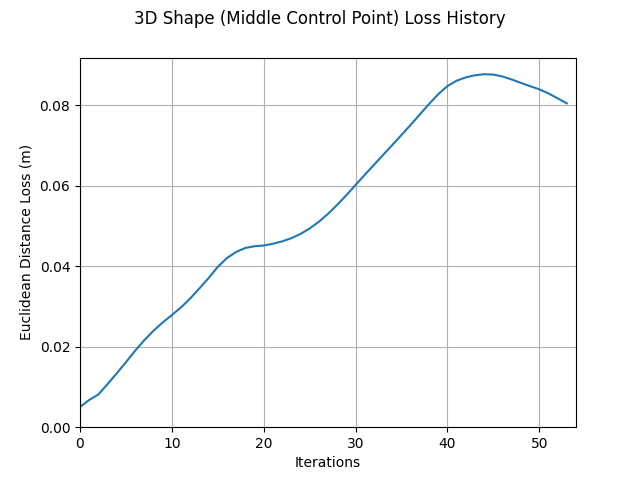 3D Shape (Middle Control Point) Loss History
Euclidean Distance Loss (m)
0.08
0.06
0.04
0.02
0.00
0 10 20 30 40 50
Iterations